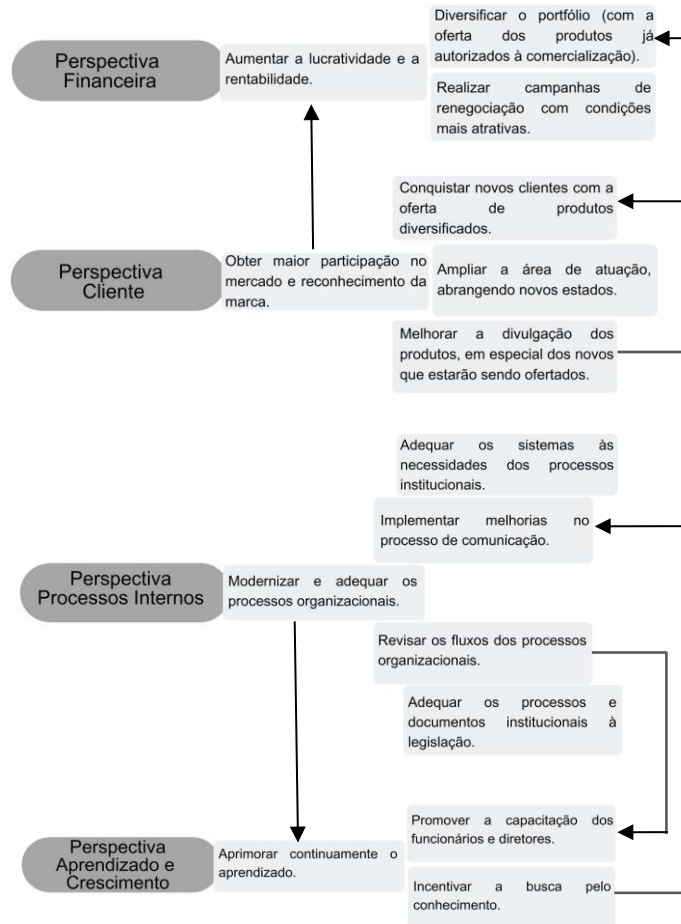 Perspectiva
Financeira
Aumentar a lucratividade e a
rentabilidade.
Diversificar o portfólio (com a
oferta dos produtos já
autorizados à comercialização).
Realizar campanhas de
renegociação com condições
mais atrativas.
Perspectiva
Cliente
Obter maior participação no
mercado e reconhecimento da
marca.
Conquistar novos clientes com a
oferta de produtos
diversificados.
Ampliar a área de atuação,
abrangendo novos estados.
Melhorar a divulgação dos
produtos, em especial dos novos
que estarão sendo ofertados.
Perspectiva
Processos Internos
Modernizar e adequar os
processos organizacionais.
Adequar os sistemas às
necessidades dos processos
institucionais.
Implementar melhorias no
processo de comunicação.
Revisar os fluxos dos processos
organizacionais.
Adequar os processos e
documentos institucionais à
legislação.
Perspectiva
Aprendizado e
Crescimento
Aprimorar continuamente o
aprendizado.
Promover a capacitação dos
funcionários e diretores.
Incentivar a busca pelo
conhecimento.